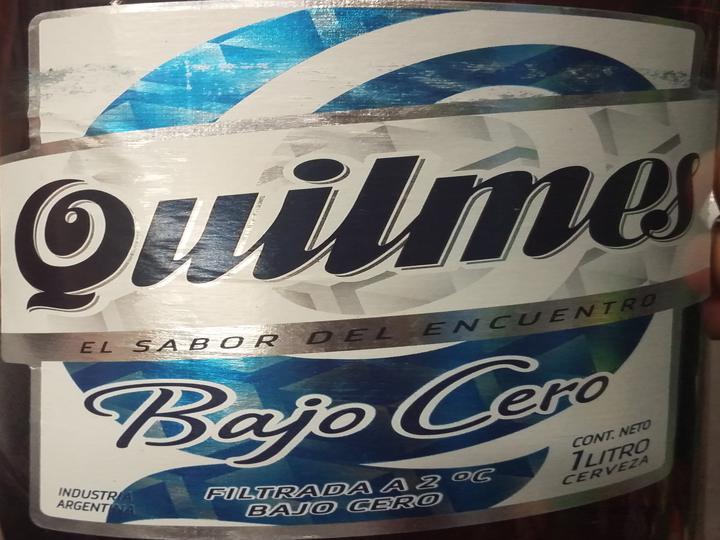 Quilmes
EL SABOR DEL ENCUENTRO
Bajo Cero
CONT. NETO
1 LITRO
CERVEZA
FILTRADA A 2 ºC
BAJO CERO
INDUSTRIA
ARGENTINA